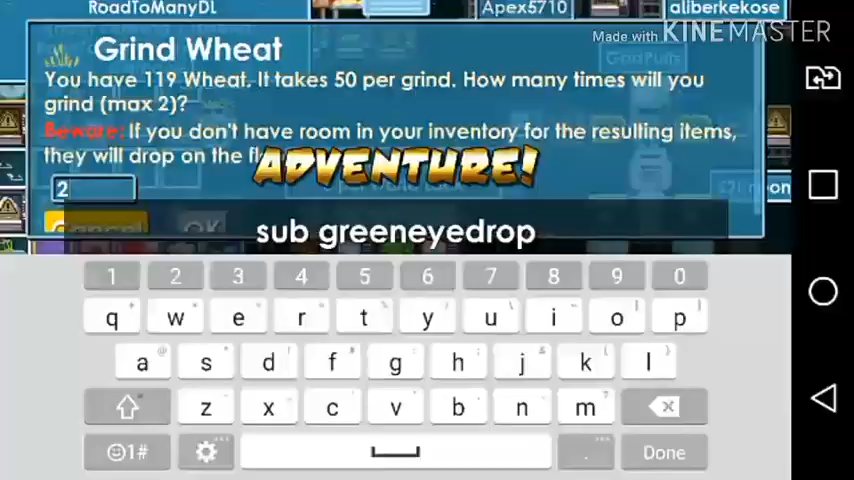 RoadToManyDL
Apex5710
aliberkekose
Made with KINEMASTER
Grind Wheat
You have 119 Wheat. It takes 50 per grind. How many times will you
grind (max 2)?
Beware: If you don't have room in your inventory for the resulting items,
they will drop on the
ADVENTURE!
2
Cancel OK
sub greeneyedrop
1 2 3 4 5 6 7 8 9 0
q w e r t y u i o p
a s d f g h j k l
z x c v b n m
1# . Done